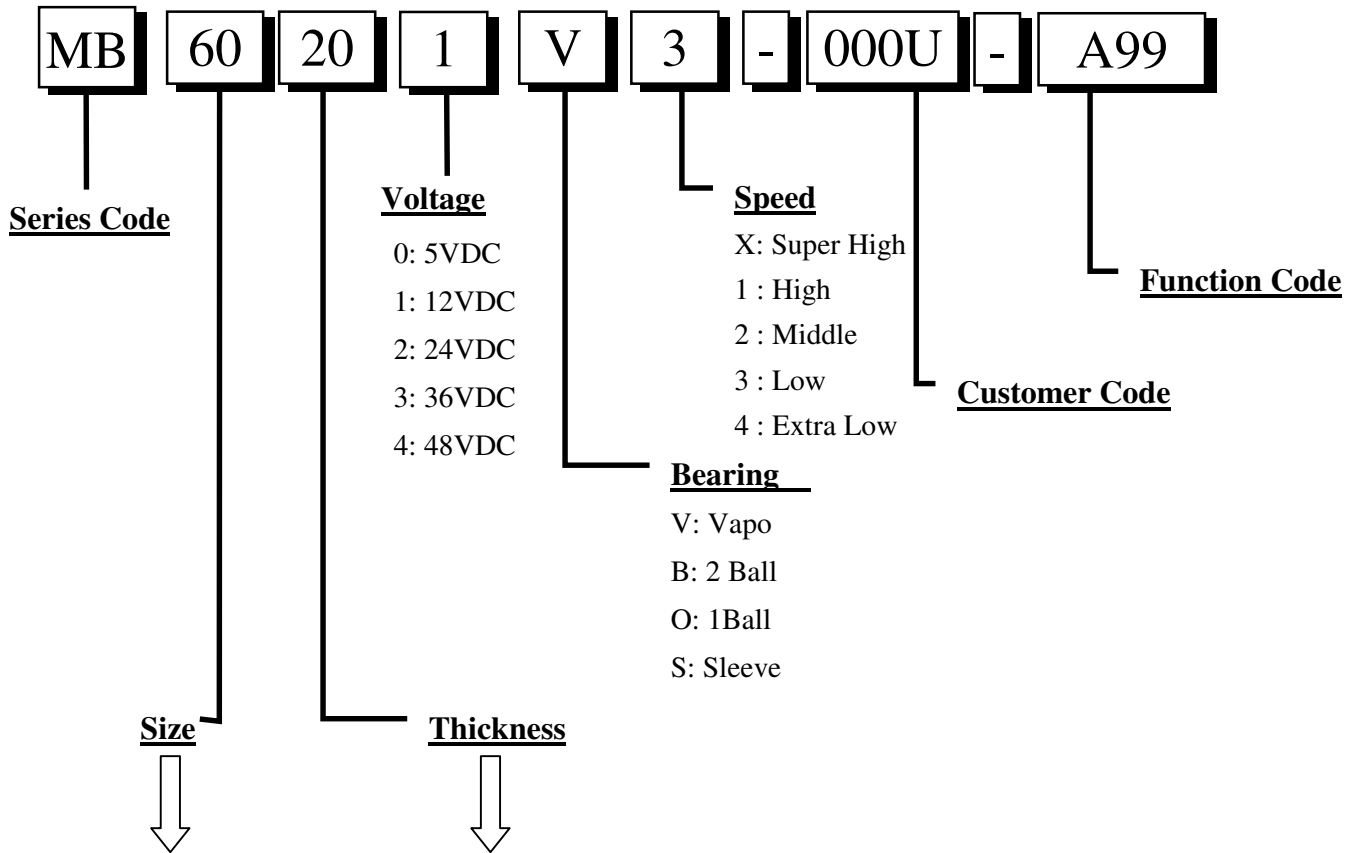 MB 60 20 1 V 3 - 000U - A99
Series Code
Voltage
0: 5VDC
1: 12VDC
2: 24VDC
3: 36VDC
4: 48VDC
Speed
X: Super High
1 : High
2 : Middle
3 : Low
4 : Extra Low
Function Code
Customer Code
Bearing
V: Vapo
B: 2 Ball
O: 1Ball
S: Sleeve
Size
Thickness